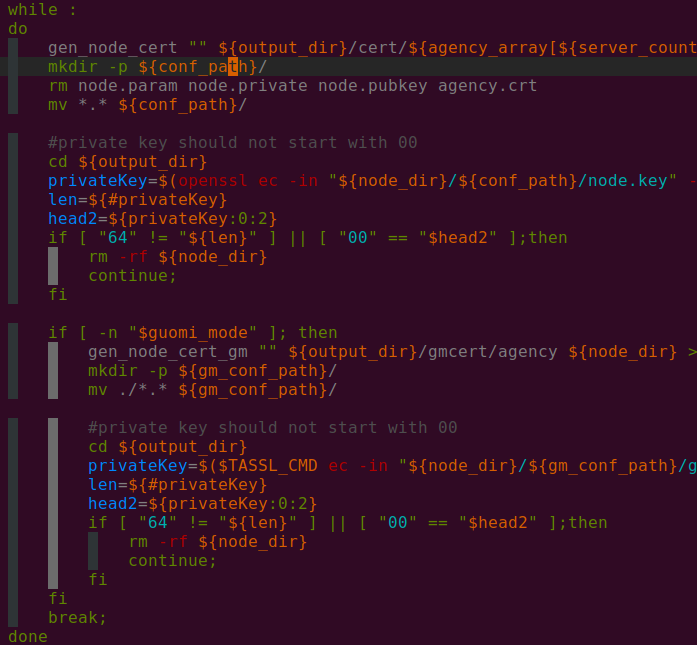 while :
do
    gen_node_cert "" ${output_dir}/cert/${agency_array[${server_count
    mkdir -p ${conf_path}/
    rm node.param node.private node.pubkey agency.crt
    mv *.* ${conf_path}/
    #private key should not start with 00
    cd ${output_dir}
    privateKey=$(openssl ec -in "${node_dir}/${conf_path}/node.key" -
    len=${#privateKey}
    head2=${privateKey:0:2}
    if [ "64" != "${len}" ] || [ "00" == "$head2" ];then
        rm -rf ${node_dir}
        continue;
    fi
    if [ -n "$guomi_mode" ]; then
        gen_node_cert_gm "" ${output_dir}/gmcert/agency ${node_dir} >
        mkdir -p ${gm_conf_path}/
        mv ./*.* ${gm_conf_path}/
        #private key should not start with 00
        cd ${output_dir}
        privateKey=$($TASSL_CMD ec -in "${node_dir}/${gm_conf_path}/g
        len=${#privateKey}
        head2=${privateKey:0:2}
        if [ "64" != "${len}" ] || [ "00" == "$head2" ];then
            rm -rf ${node_dir}
            continue;
        fi
    fi
    break;
done